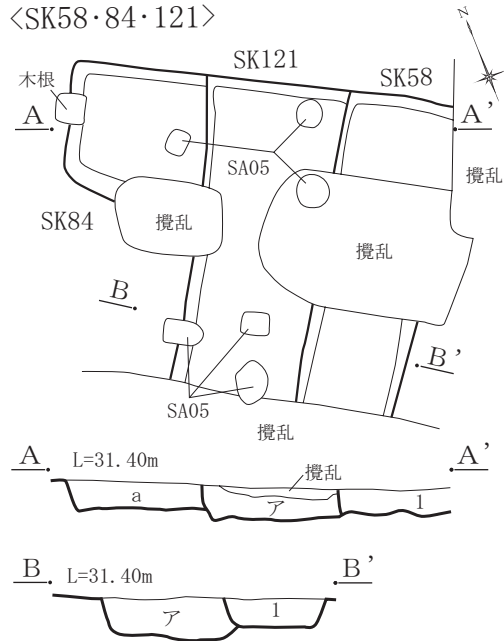 <SK58･84･121>
N
SK121
SK58
木根
A
A'
SA05
攪乱
SK84
攪乱
攪乱
B
B'
SA05
攪乱
A
L=31.40m
攪乱
A'
a
ア
1
B
L=31.40m
B'
ア
1